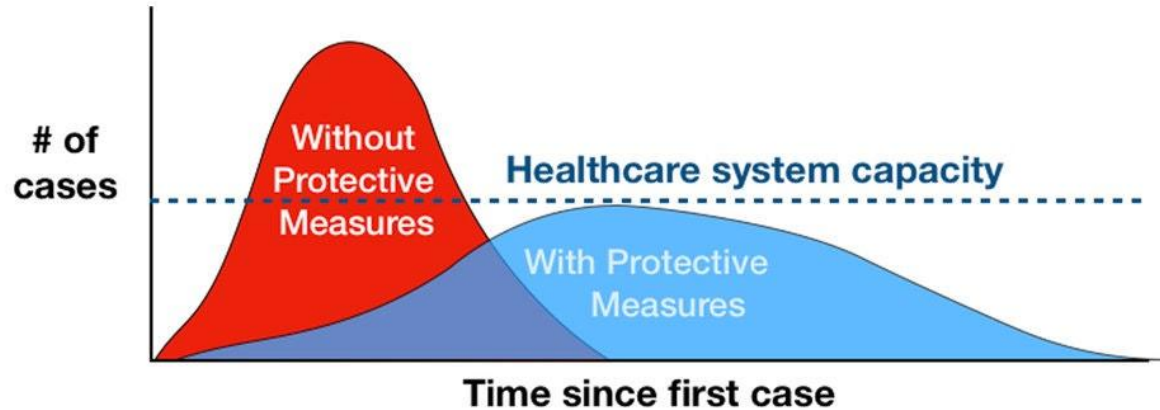 # of
cases
Without
Protective
Measures
Healthcare system capacity
With Protective
Measures
Time since first case